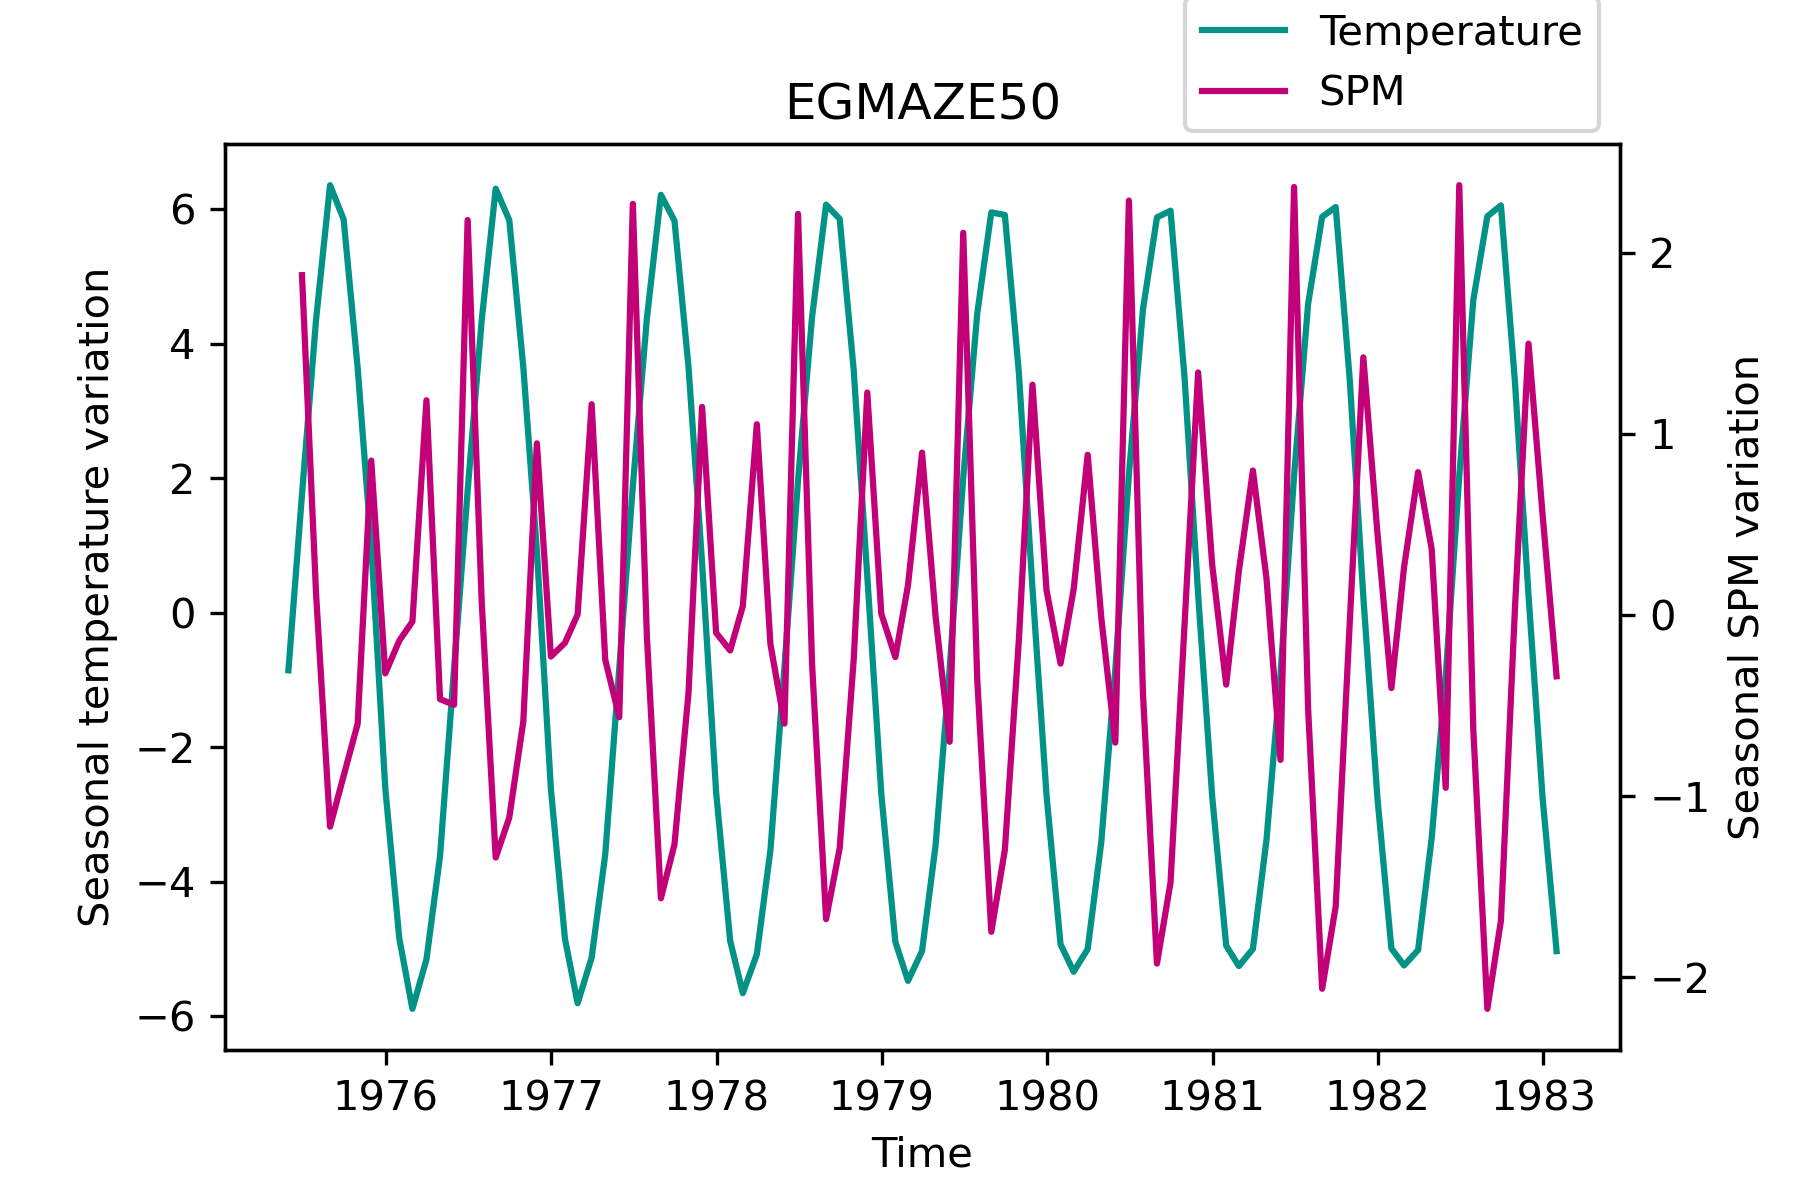 Temperature
SPM
EGMAZE50
Seasonal temperature variation
6
4
2
0
−2
−4
−6
2
1
0
−1
−2
Seasonal SPM variation
1976 1977 1978 1979 1980 1981 1982 1983
Time